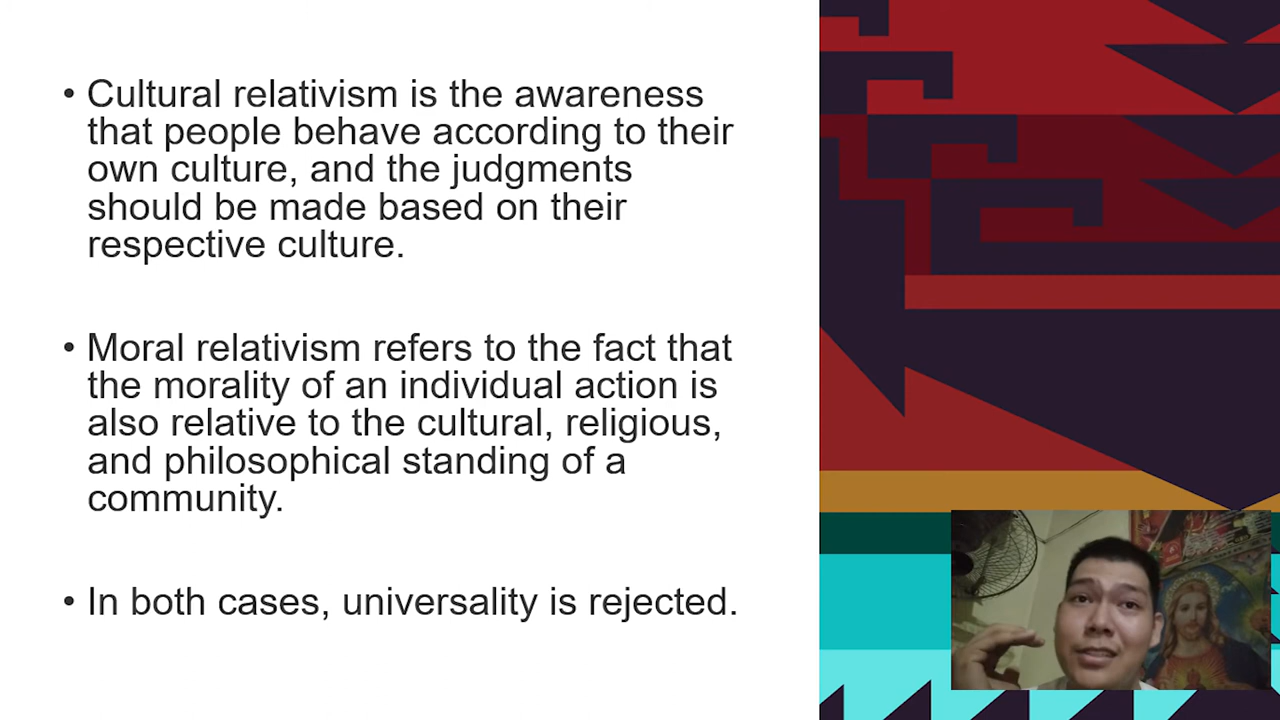 • Cultural relativism is the awareness
that people behave according to their
own culture, and the judgments
should be made based on their
respective culture.
• Moral relativism refers to the fact that
the morality of an individual action is
also relative to the cultural, religious,
and philosophical standing of a
community.
• In both cases, universality is rejected.